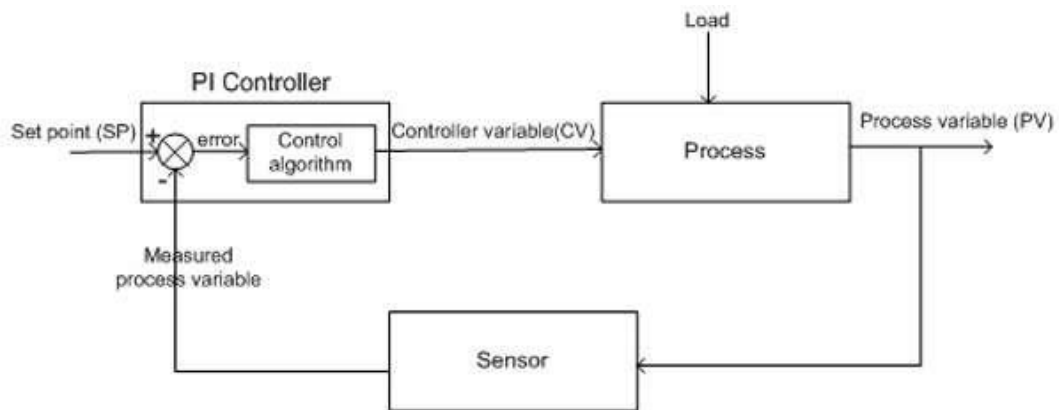 Load
PI Controller
Set point (SP)
+
error
Control
algorithm
Controller variable(CV)
Process
Process variable (PV)
-
Measured
process variable
Sensor